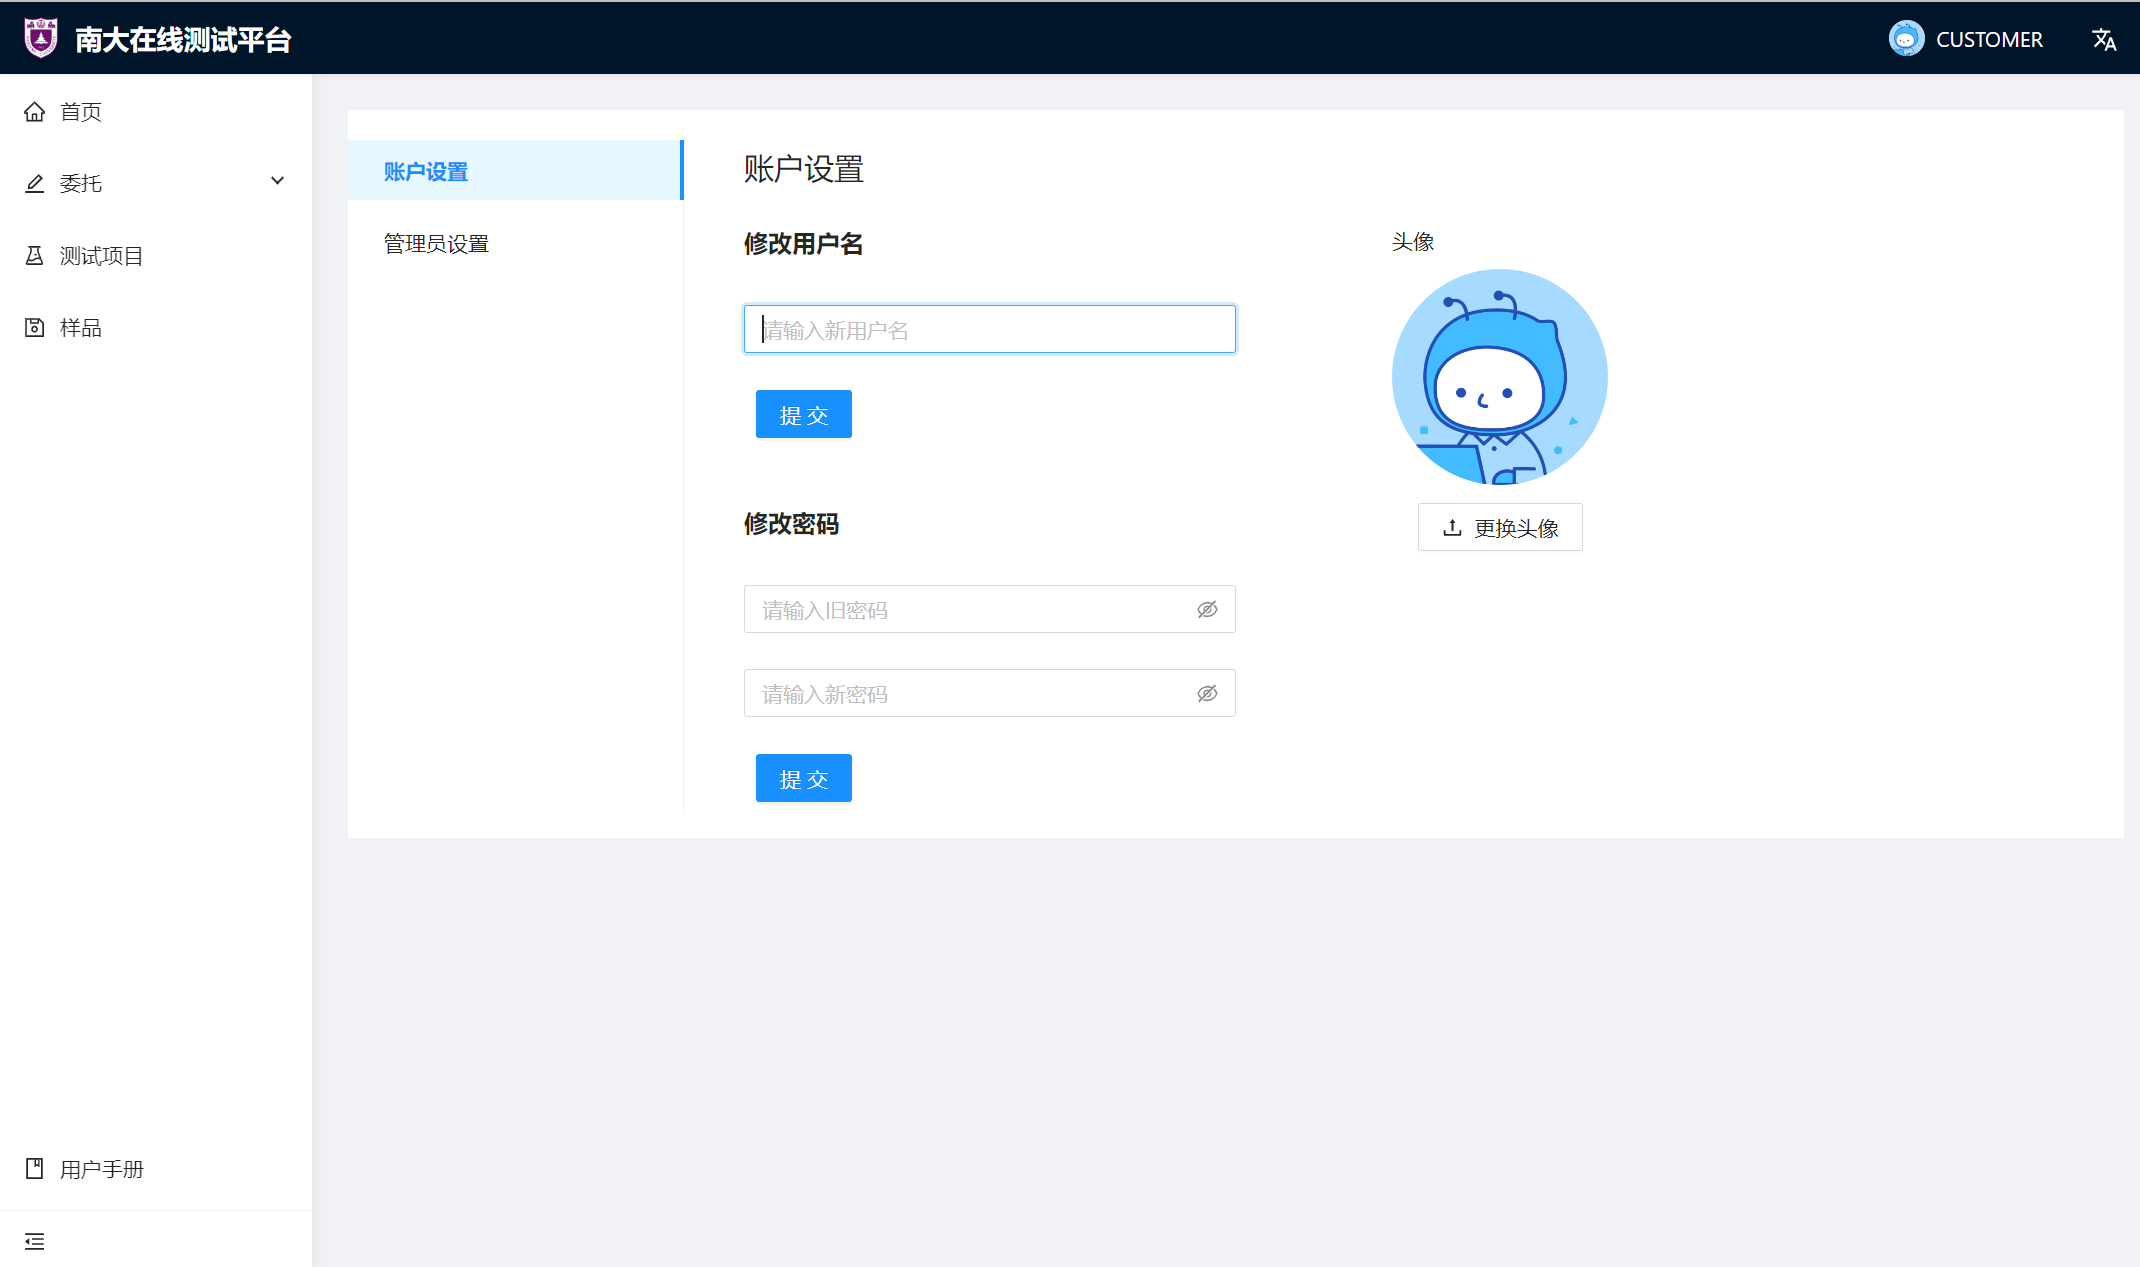 南大在线测试平台
CUSTOMER
首页
委托
测试项目
样品
用户手册
账户设置
管理员设置
账户设置
修改用户名
请输入新用户名
提 交
修改密码
请输入旧密码
请输入新密码
提 交
头像
更换头像